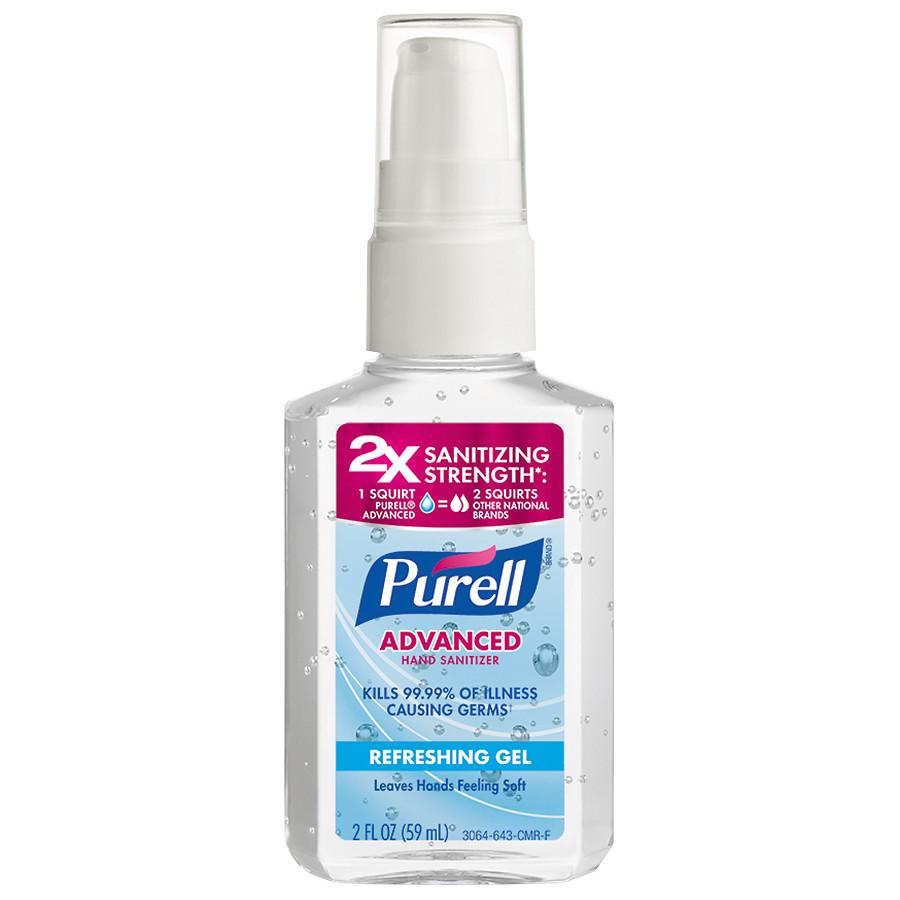 2X SANITIZING
STRENGTH*:
1 SQUIRT
PURELL®
ADVANCED
=
2 SQUIRTS
OTHER NATIONAL
BRANDS
Purell
BRAND®
ADVANCED
HAND SANITIZER
KILLS 99.99% OF ILLNESS
CAUSING GERMS†
REFRESHING GEL
Leaves Hands Feeling Soft
2 FL OZ (59 mL) 3064-643-CMR-F